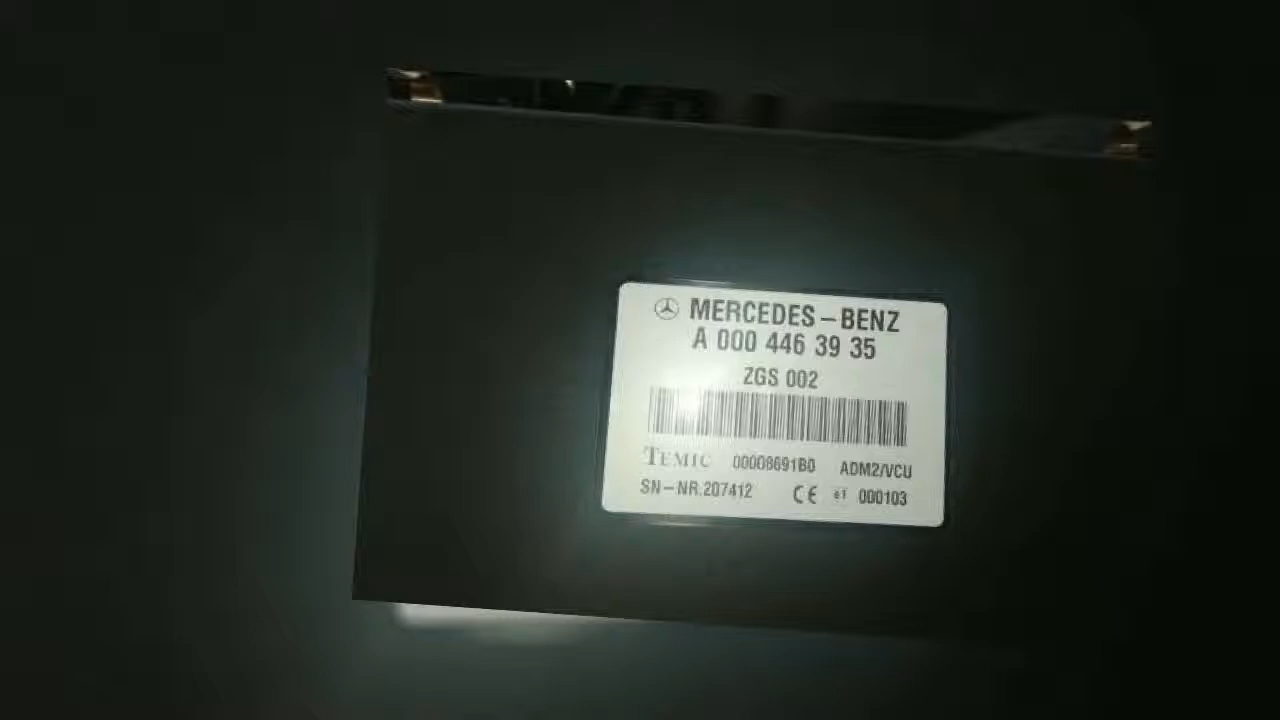 MERCEDES-BENZ
A 000 446 39 35
ZGS 002
TEMIC 00008691B0 ADM2/VCU
SN-NR.207412 CE e1 000103